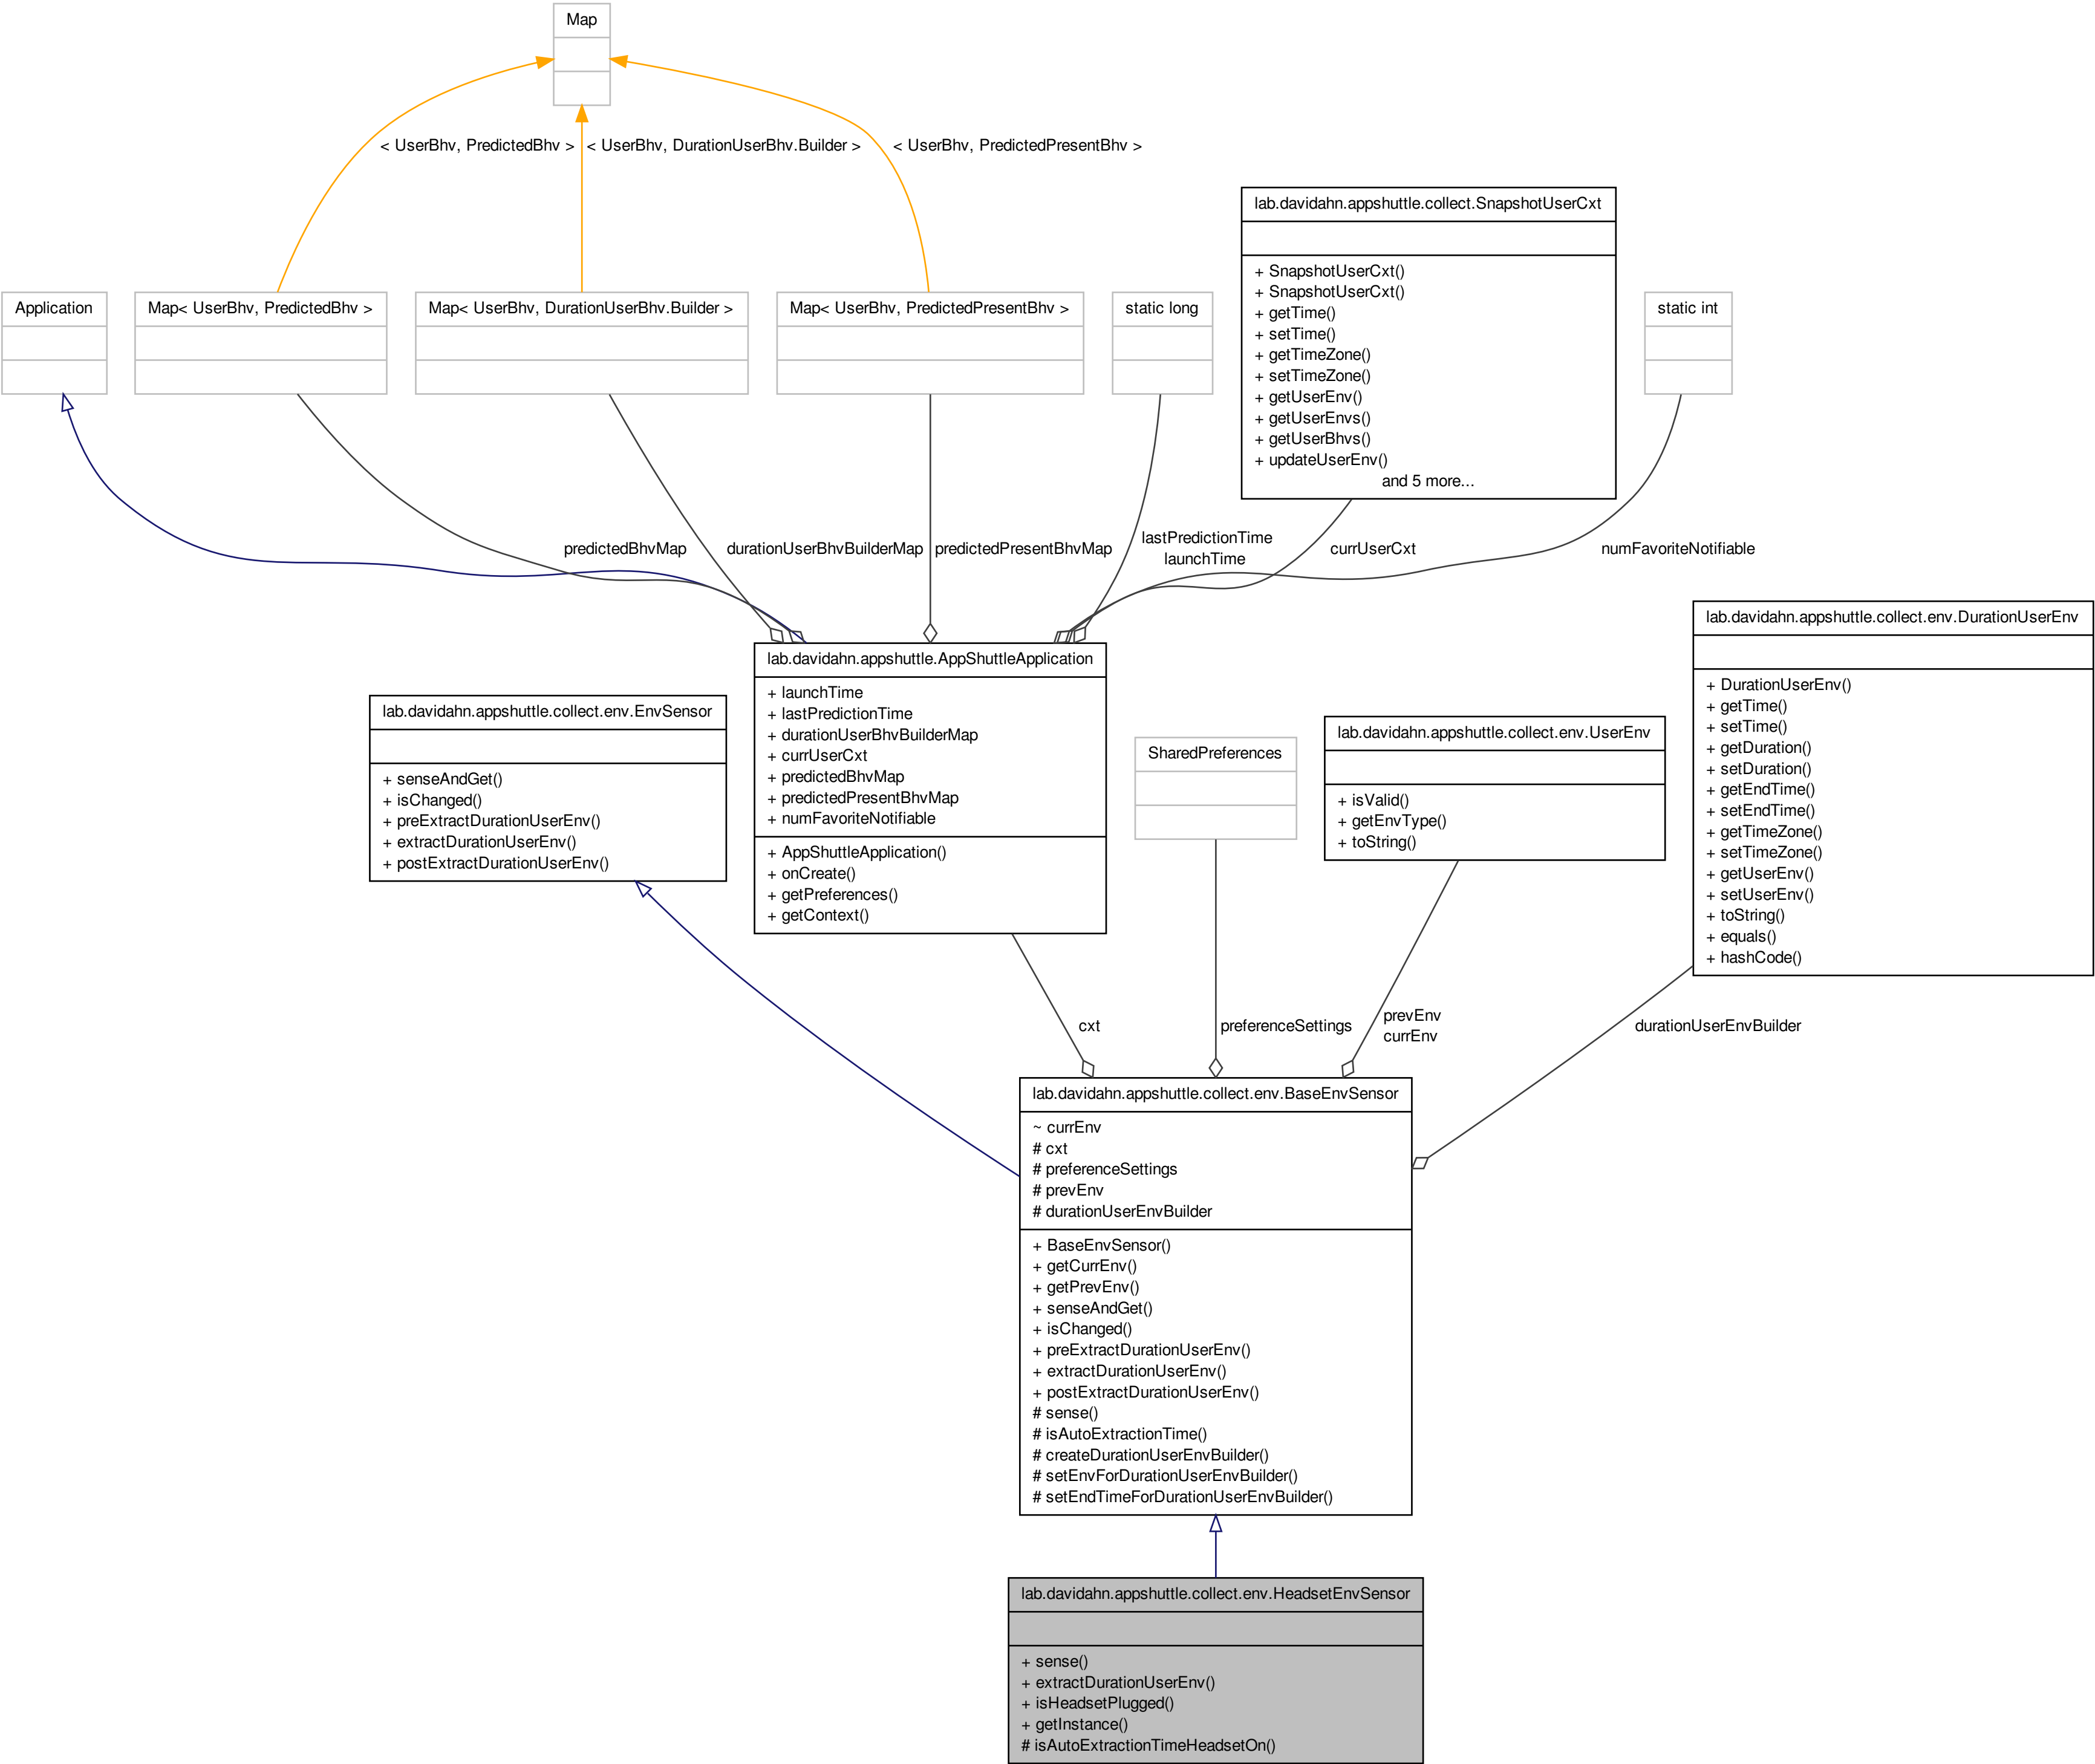 Map
< UserBhv, PredictedBhv >
< UserBhv, DurationUserBhv.Builder >
< UserBhv, PredictedPresentBhv >
lab.davidahn.appshuttle.collect.SnapshotUserCxt
+ SnapshotUserCxt()
+ SnapshotUserCxt()
+ getTime()
+ setTime()
+ getTimeZone()
+ setTimeZone()
+ getUserEnv()
+ getUserEnvs()
+ getUserBhvs()
+ updateUserEnv()
and 5 more...
Application
Map< UserBhv, PredictedBhv >
Map< UserBhv, DurationUserBhv.Builder >
Map< UserBhv, PredictedPresentBhv >
static long
static int
predictedBhvMap
durationUserBhvBuilderMap
predictedPresentBhvMap
lastPredictionTime
launchTime
currUserCxt
numFavoriteNotifiable
lab.davidahn.appshuttle.collect.env.EnvSensor
+ senseAndGet()
+ isChanged()
+ preExtractDurationUserEnv()
+ extractDurationUserEnv()
+ postExtractDurationUserEnv()
lab.davidahn.appshuttle.AppShuttleApplication
+ launchTime
+ lastPredictionTime
+ durationUserBhvBuilderMap
+ currUserCxt
+ predictedBhvMap
+ predictedPresentBhvMap
+ numFavoriteNotifiable
+ AppShuttleApplication()
+ onCreate()
+ getPreferences()
+ getContext()
SharedPreferences
lab.davidahn.appshuttle.collect.env.UserEnv
+ isValid()
+ getEnvType()
+ toString()
lab.davidahn.appshuttle.collect.env.DurationUserEnv
+ DurationUserEnv()
+ getTime()
+ setTime()
+ getDuration()
+ setDuration()
+ getEndTime()
+ setEndTime()
+ getTimeZone()
+ setTimeZone()
+ getUserEnv()
+ setUserEnv()
+ toString()
+ equals()
+ hashCode()
cxt
preferenceSettings
prevEnv
currEnv
durationUserEnvBuilder
lab.davidahn.appshuttle.collect.env.BaseEnvSensor
~ currEnv
# cxt
# preferenceSettings
# prevEnv
# durationUserEnvBuilder
+ BaseEnvSensor()
+ getCurrEnv()
+ getPrevEnv()
+ senseAndGet()
+ isChanged()
+ preExtractDurationUserEnv()
+ extractDurationUserEnv()
+ postExtractDurationUserEnv()
# sense()
# isAutoExtractionTime()
# createDurationUserEnvBuilder()
# setEnvForDurationUserEnvBuilder()
# setEndTimeForDurationUserEnvBuilder()
lab.davidahn.appshuttle.collect.env.HeadsetEnvSensor
+ sense()
+ extractDurationUserEnv()
+ isHeadsetPlugged()
+ getInstance()
# isAutoExtractionTimeHeadsetOn()